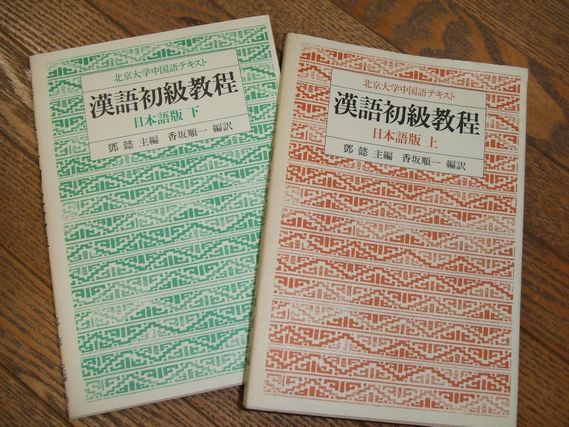 北京大学中国語テキスト
漢語初級教程
日本語版 下
鄧 懿 主編 香坂順一 編訳
北京大学中国語テキスト
漢語初級教程
日本語版 上
鄧 懿 主編 香坂順一 編訳